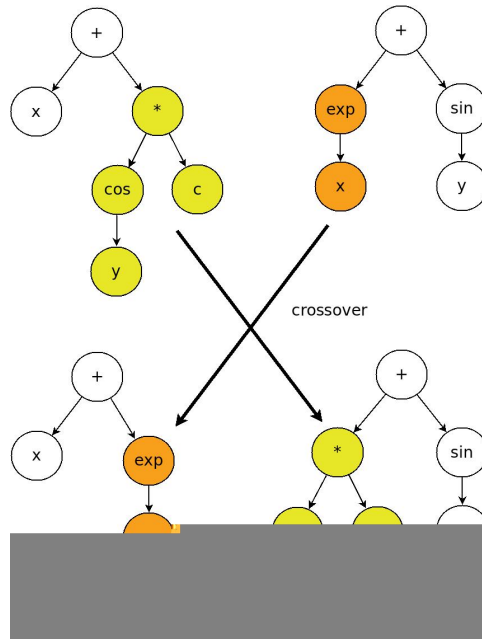 +
+
x
*
exp
sin
cos
c
x
y
y
crossover
+
+
x
exp
*
sin